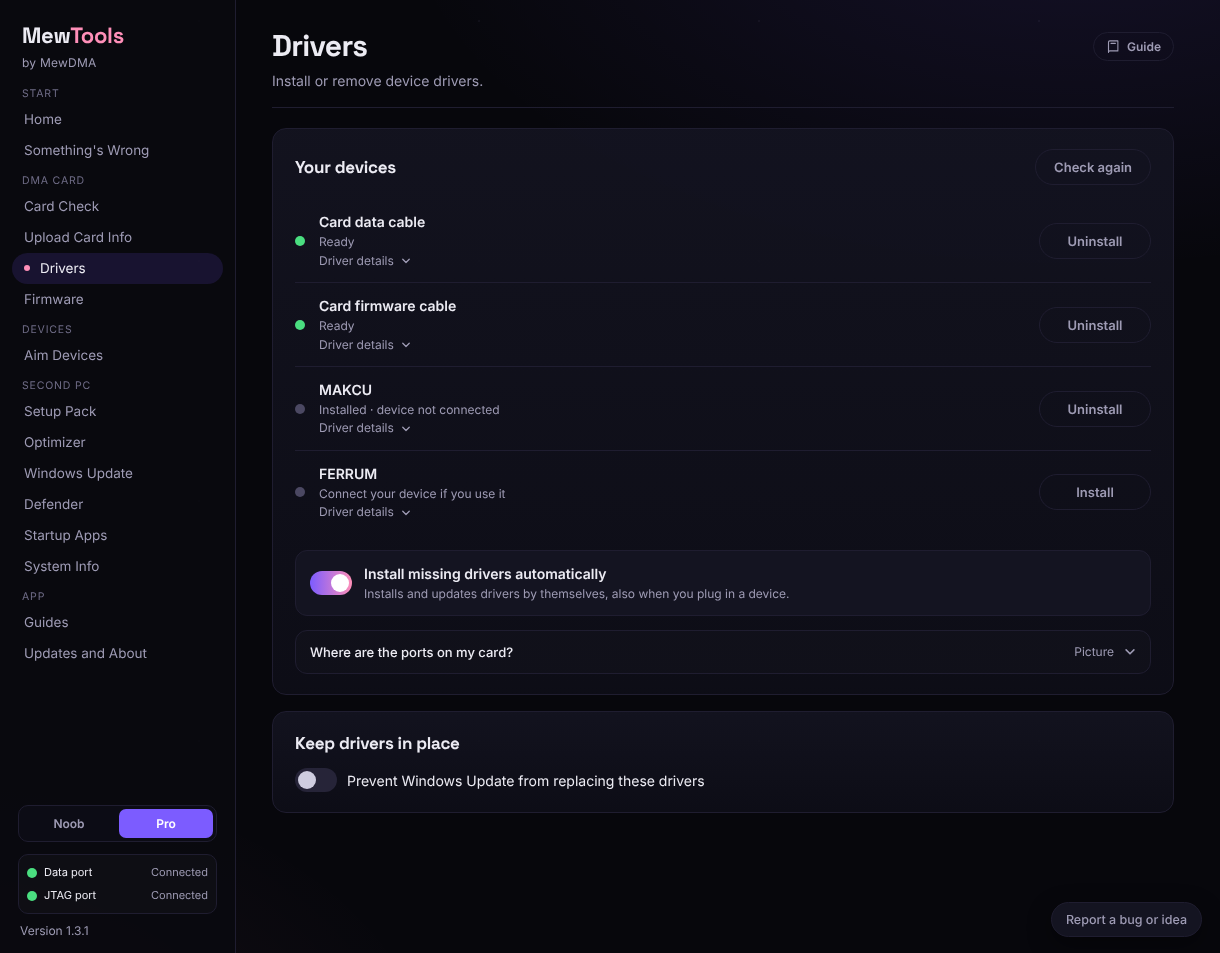 MewTools
by MewDMA
START
Home
Something's Wrong
DMA CARD
Card Check
Upload Card Info
Drivers
Firmware
DEVICES
Aim Devices
SECOND PC
Setup Pack
Optimizer
Windows Update
Defender
Startup Apps
System Info
APP
Guides
Updates and About
Noob
Pro
Data port Connected
JTAG port Connected
Version 1.3.1
Drivers
Guide
Install or remove device drivers.
Your devices
Check again
Card data cable
Ready
Driver details
Uninstall
Card firmware cable
Ready
Driver details
Uninstall
MAKCU
Installed · device not connected
Driver details
Uninstall
FERRUM
Connect your device if you use it
Driver details
Install
Install missing drivers automatically
Installs and updates drivers by themselves, also when you plug in a device.
Where are the ports on my card? Picture
Keep drivers in place
Prevent Windows Update from replacing these drivers
Report a bug or idea